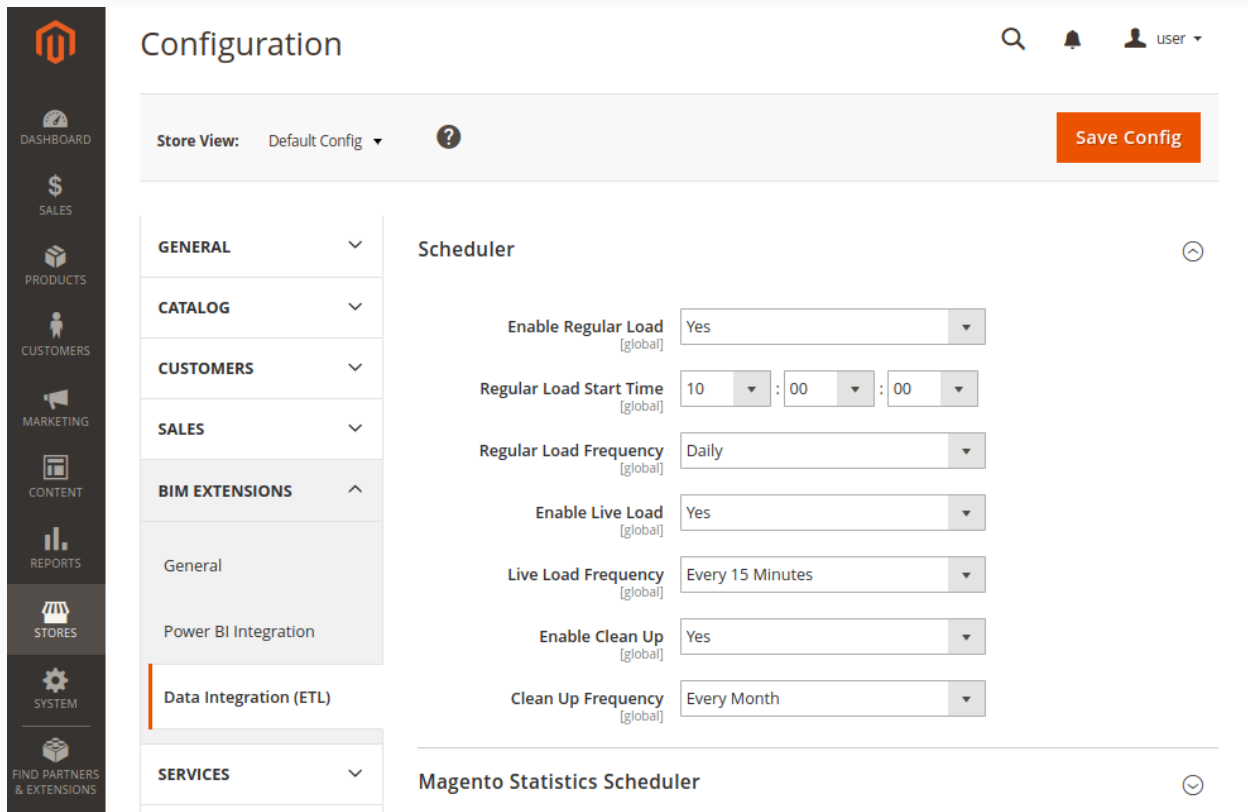 Configuration
user
Store View: Default Config ?
Save Config
DASHBOARD
$
SALES
PRODUCTS
CUSTOMERS
MARKETING
CONTENT
REPORTS
STORES
SYSTEM
FIND PARTNERS
& EXTENSIONS
GENERAL
CATALOG
CUSTOMERS
SALES
BIM EXTENSIONS
General
Power BI Integration
Data Integration (ETL)
SERVICES
Scheduler
Enable Regular Load Yes
[global]
Regular Load Start Time 10 : 00 : 00
[global]
Regular Load Frequency Daily
[global]
Enable Live Load Yes
[global]
Live Load Frequency Every 15 Minutes
[global]
Enable Clean Up Yes
[global]
Clean Up Frequency Every Month
[global]
Magento Statistics Scheduler